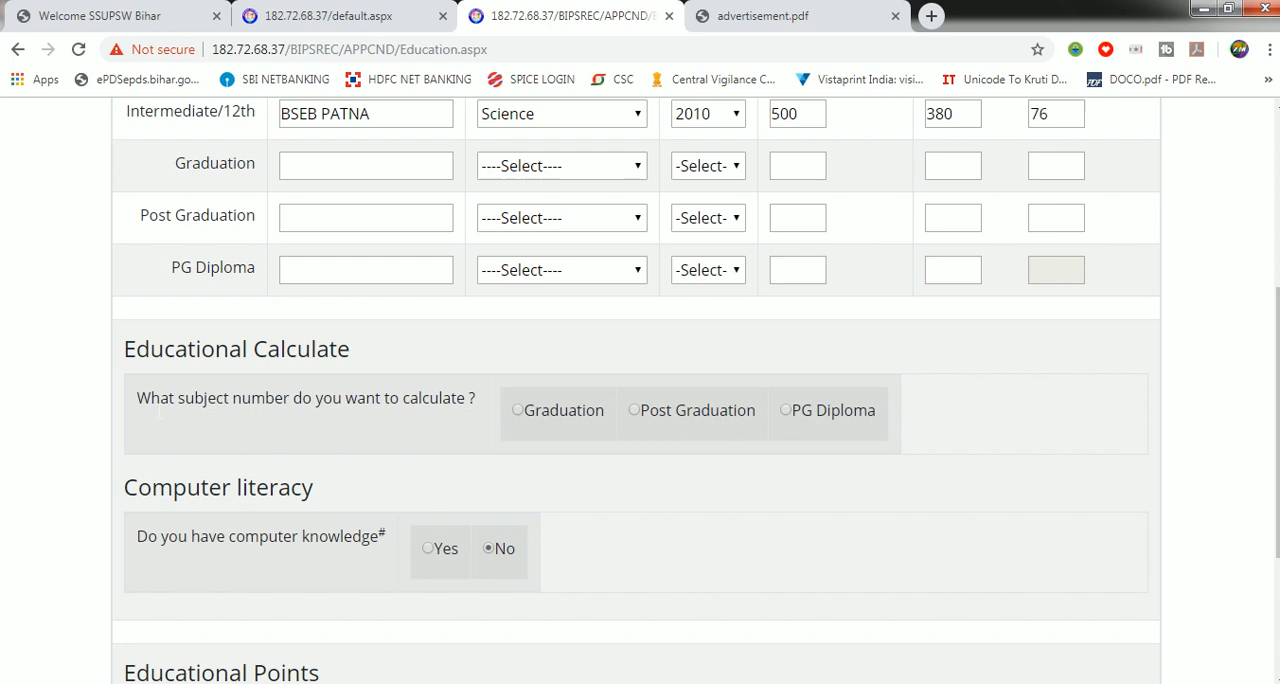 Welcome SSUPSW Bihar
182.72.68.37/default.aspx
182.72.68.37/BIPSREC/APPCND/E
advertisement.pdf
Not secure | 182.72.68.37/BIPSREC/APPCND/Education.aspx
Apps ePDSepds.bihar.go... SBI NETBANKING HDFC NET BANKING SPICE LOGIN CSC Central Vigilance C... Vistaprint India: visi... IT Unicode To Kruti D... DOCO.pdf - PDF Re... »
Intermediate/12th BSEB PATNA Science 2010 500 380 76
Graduation ----Select---- -Select-
Post Graduation ----Select---- -Select-
PG Diploma ----Select---- -Select-
Educational Calculate
What subject number do you want to calculate ? Graduation Post Graduation PG Diploma
Computer literacy
Do you have computer knowledge# Yes No
Educational Points